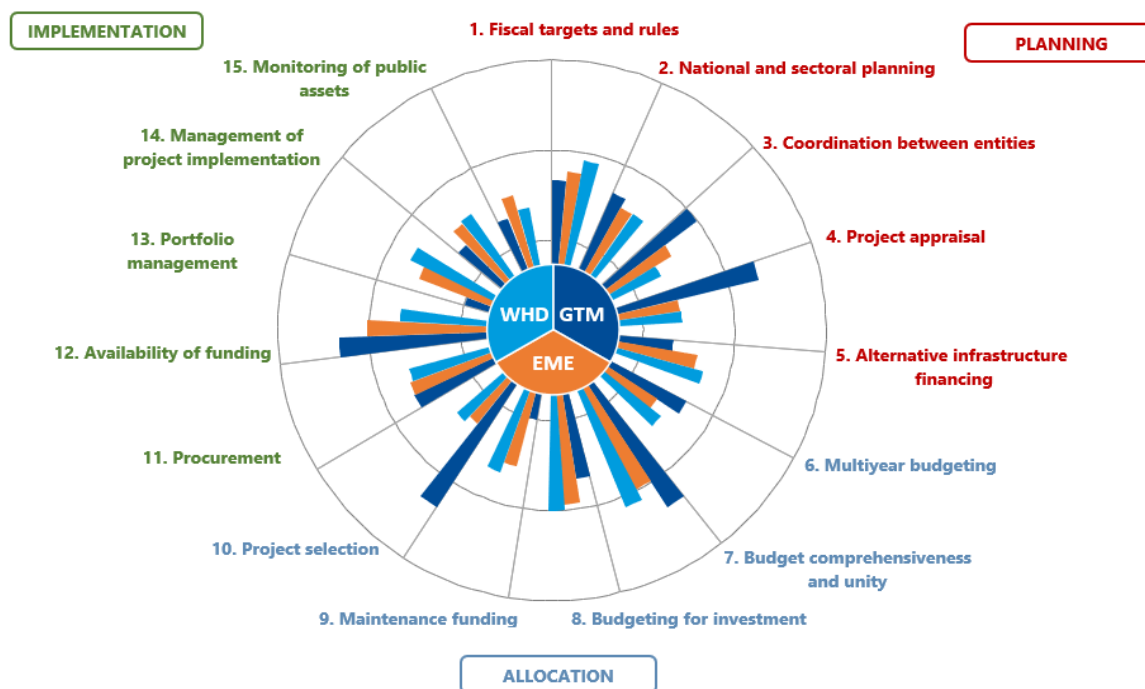 IMPLEMENTATION
PLANNING
1. Fiscal targets and rules
2. National and sectoral planning
3. Coordination between entities
4. Project appraisal
5. Alternative infrastructure
financing
6. Multiyear budgeting
7. Budget comprehensiveness
and unity
8. Budgeting for investment
9. Maintenance funding
10. Project selection
11. Procurement
12. Availability of funding
13. Portfolio
management
14. Management of
project implementation
15. Monitoring of public
assets
WHD
GTM
EME
ALLOCATION